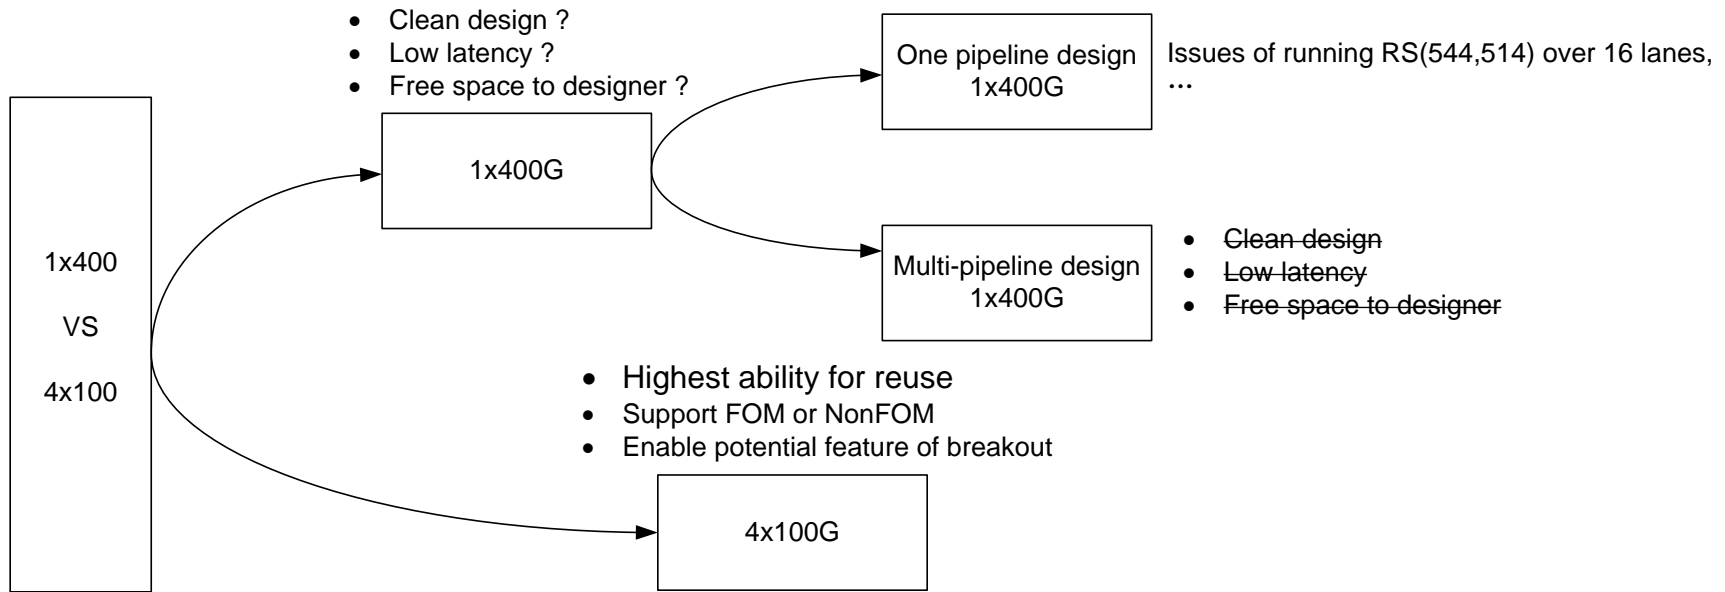 • Clean design ?
• Low latency ?
• Free space to designer ?
1x400
VS
4x100
1x400G
One pipeline design
1x400G
Issues of running RS(544,514) over 16 lanes,
...
Multi-pipeline design
1x400G
• Clean design
• Low latency
• Free space to designer
• Highest ability for reuse
• Support FOM or NonFOM
• Enable potential feature of breakout
4x100G